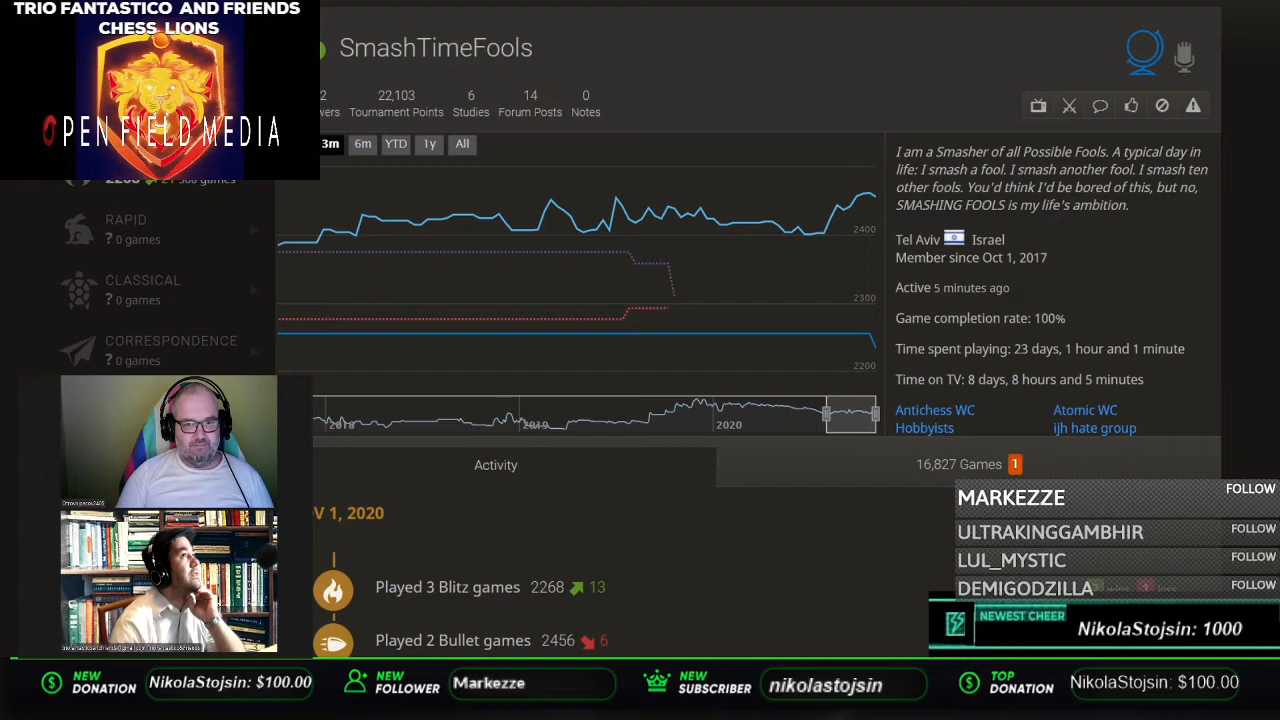 TRIO FANTASTICO AND FRIENDS
CHESS LIONS
OPEN FIELD MEDIA
SmashTimeFools
22,103 6 14 0
Tournament Points Studies Forum Posts Notes
3m 6m YTD 1y All
2400
2300
2200
2018 2019 2020
I am a Smasher of all Possible Fools. A typical day in
life: I smash a fool. I smash another fool. I smash ten
other fools. You'd think I'd be bored of this, but no,
SMASHING FOOLS is my life's ambition.
Tel Aviv Israel
Member since Oct 1, 2017
Active 5 minutes ago
Game completion rate: 100%
Time spent playing: 23 days, 1 hour and 1 minute
Time on TV: 8 days, 8 hours and 5 minutes
Antichess WC Atomic WC
Hobbyists ijh hate group
RAPID
? 0 games
CLASSICAL
? 0 games
CORRESPONDENCE
? 0 games
Activity
16,827 Games 1
V 1, 2020
Played 3 Blitz games 2268 13
Played 2 Bullet games 2456 6
MARKEZZE FOLLOW
ULTRAKINGGAMBHIR FOLLOW
LUL_MYSTIC FOLLOW
DEMIGODZILLA FOLLOW
NEWEST CHEER
NikolaStojsin: 1000
NEW DONATION NikolaStojsin: $100.00
NEW FOLLOWER Markezze
NEW SUBSCRIBER nikolastojsin
TOP DONATION NikolaStojsin: $100.00